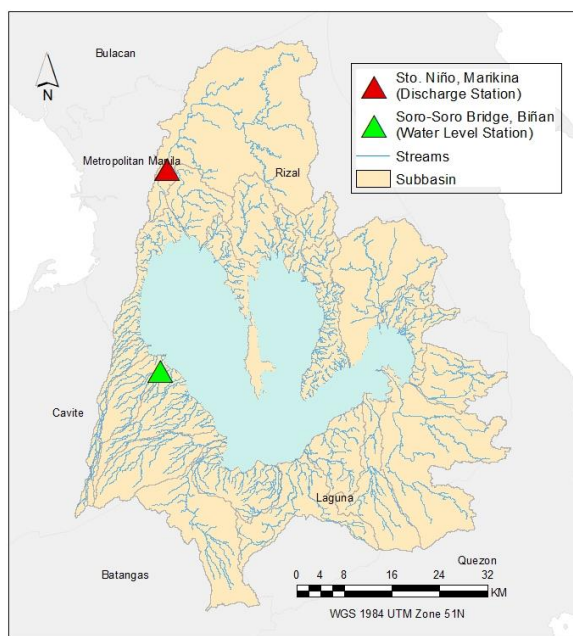 Bulacan
N
Sto. Niño, Marikina
(Discharge Station)
Soro-Soro Bridge, Biñan
(Water Level Station)
Streams
Subbasin
Metropolitan Manila
Rizal
Cavite
Laguna
Quezon
Batangas
0 4 8 16 24 32
KM
WGS 1984 UTM Zone 51N